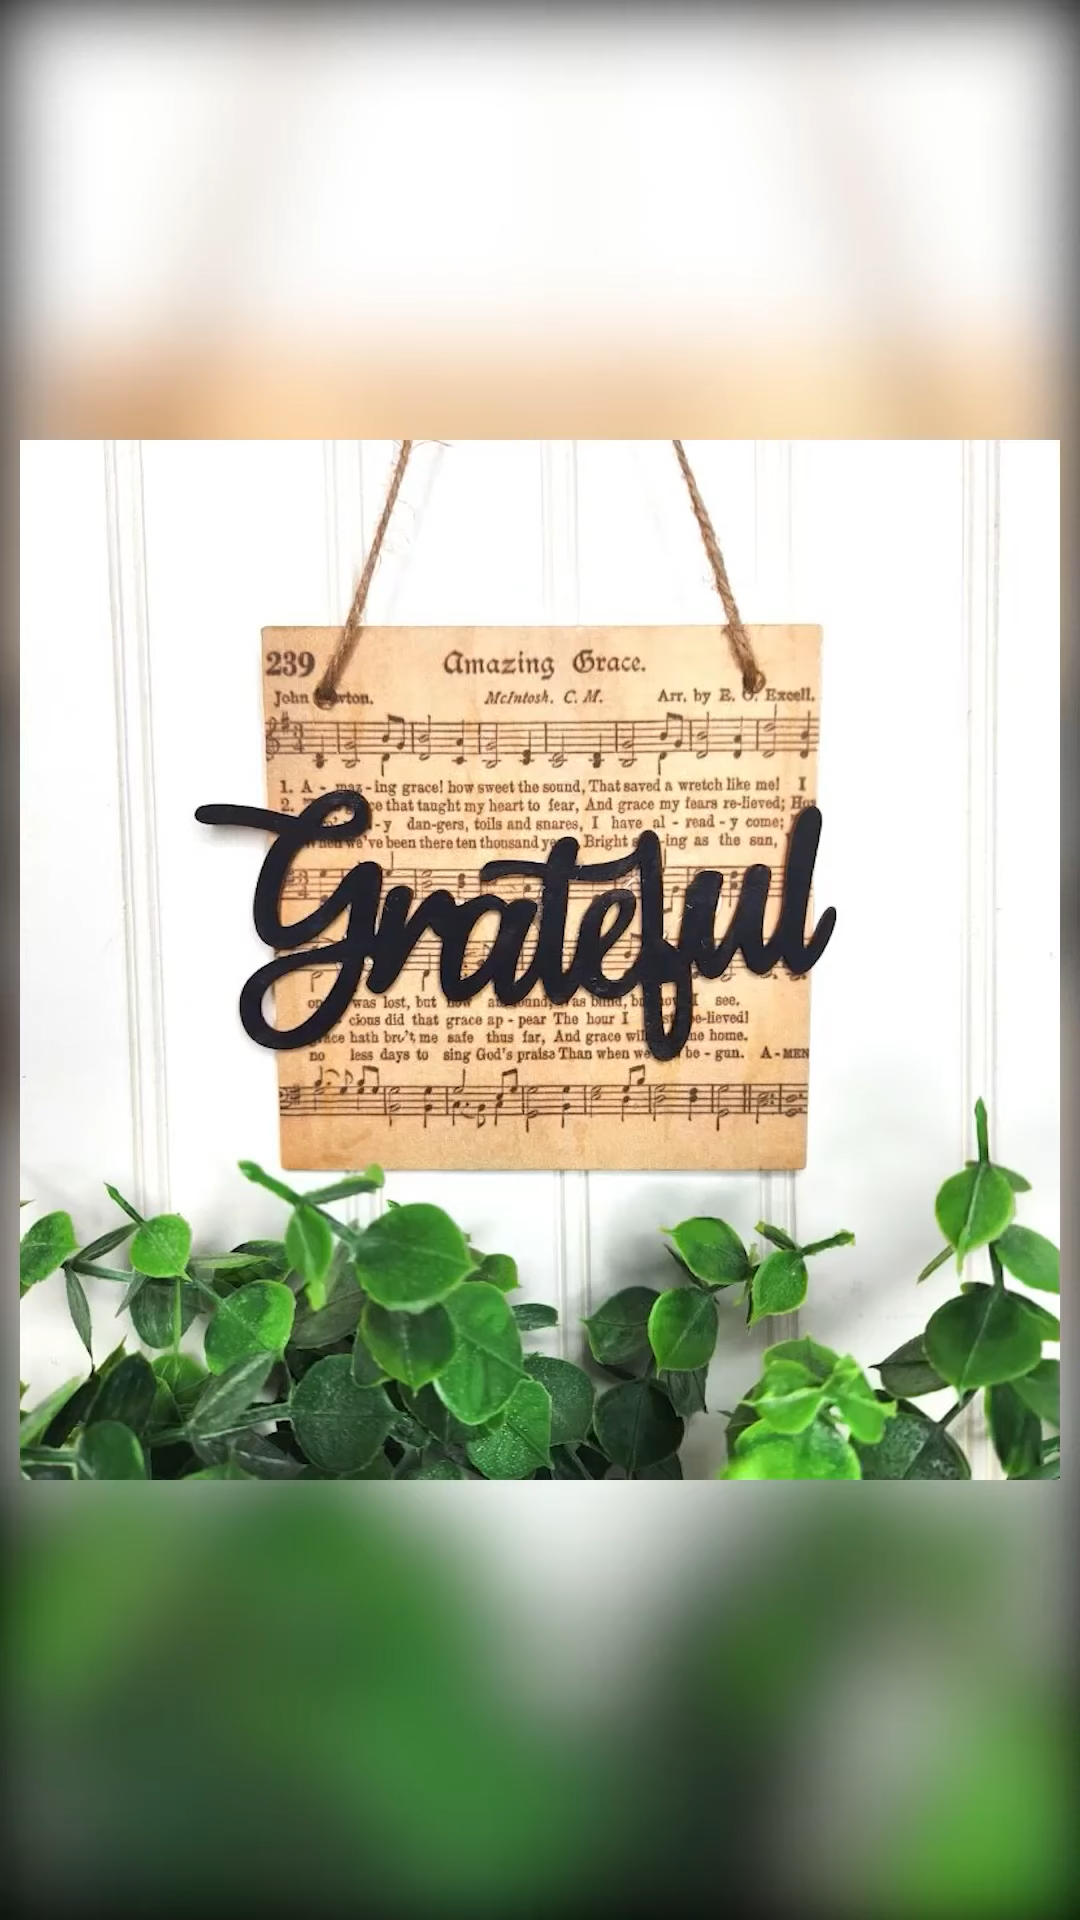 239
Amazing Grace.
John
McIntosh. C. M.
Arr. by E. O. Excell.
1. A - maz - ing grace! how sweet the sound, That saved a wretch like me! I
2. that taught my heart to fear, And grace my fears re-lieved;
- y dan-gers, toils and snares, I have al - read - y come;
we've been there ten thousand Bright -ing as the sun,
Grateful
was lost, but now I see.
cious did that grace ap - pear The hour I
hath me safe thus far, And grace home.
no less days to sing God's praise Than when we be - gun. A-MEN